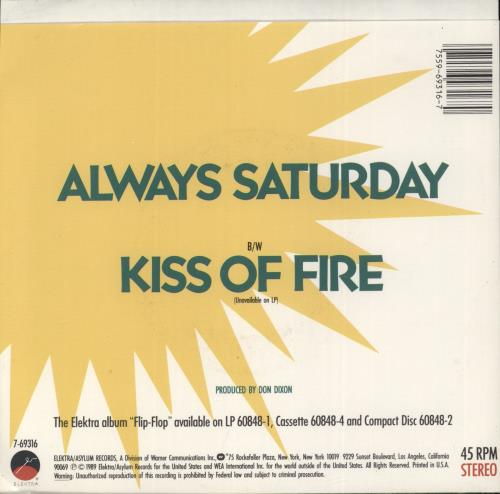 7559-69316-7
ALWAYS SATURDAY
B/W
KISS OF FIRE
(Unavailable on LP)
PRODUCED BY DON DIXON
The Elektra album "Flip-Flop" available on LP 60848-1, Cassette 60848-4 and Compact Disc 60848-2
7-69316
ELEKTRA
ELEKTRA/ASYLUM RECORDS, A Division of Warner Communications Inc. 75 Rockefeller Plaza, New York, New York 10019 9229 Sunset Boulevard, Los Angeles, California
90069 ℗ © 1989 Elektra/Asylum Records for the United States and WEA International Inc. for the world outside of the United States. All Rights Reserved. Printed in U.S.A.
Warning: Unauthorized reproduction of this recording is prohibited by Federal law and subject to criminal prosecution.
45 RPM
STEREO